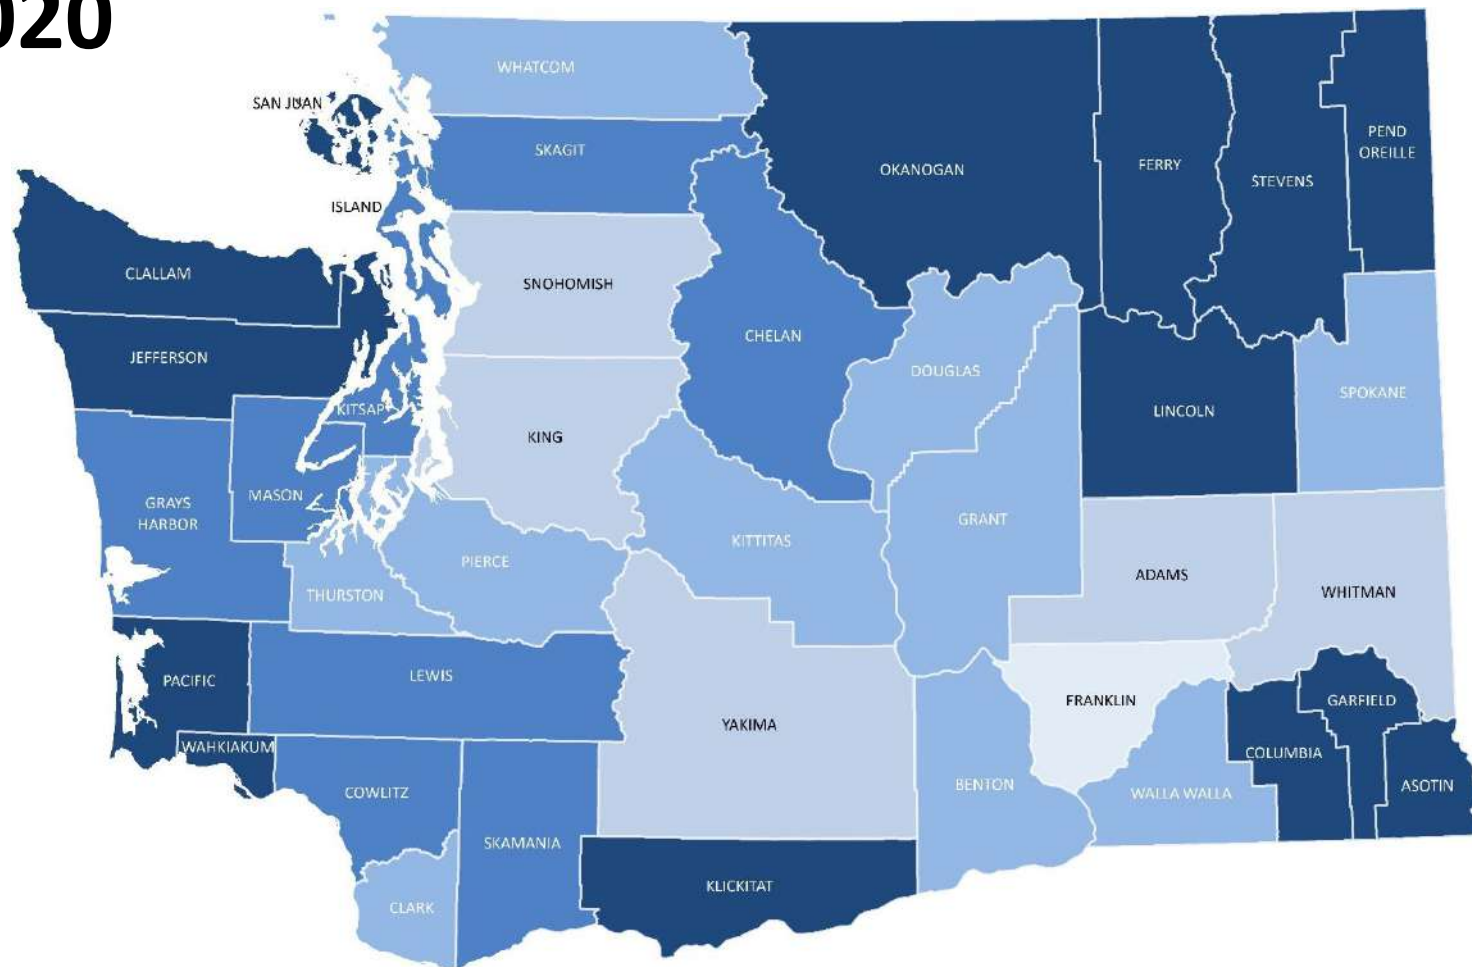 020
WHATCOM
SAN JUAN
SKAGIT
PEND
OREILLE
OKANOGAN
FERRY
STEVENS
ISLAND
CLALLAM
SNOHOMISH
CHELAN
JEFFERSON
DOUGLAS
SPOKANE
KITSAP
LINCOLN
KING
MASON
GRAYS
HARBOR
GRANT
KITTITAS
PIERCE
ADAMS
WHITMAN
THURSTON
LEWIS
PACIFIC
FRANKLIN
GARFIELD
YAKIMA
WAHKIAKUM
COLUMBIA
BENTON
ASOTIN
COWLITZ
WALLA WALLA
SKAMANIA
KLICKITAT
CLARK